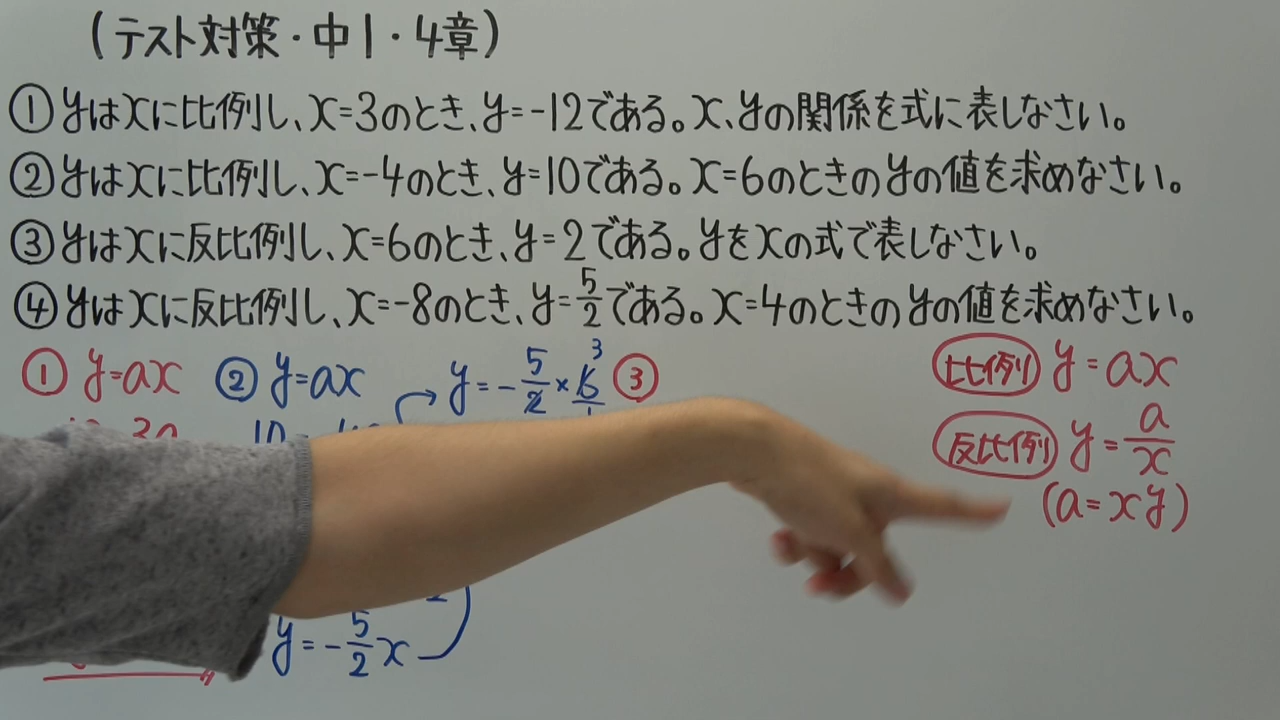 (テスト対策・中1・4章)
①yはxに比例し、x=3のとき、y=-12である。x、yの関係を式に表しなさい。
②yはxに比例し、x=-4のとき、y=10である。x=6のときのyの値を求めなさい。
③yはxに反比例し、x=6のとき、y=2である。yをxの式で表しなさい。
④yはxに反比例し、x=-8のとき、y=5/2である。x=4のときのyの値を求めなさい。
① y=ax
② y=ax
y=-5/2×6 3 1
③
10
y=-5/2x
比例 y=ax
反比例 y=a/x
(a=xy)